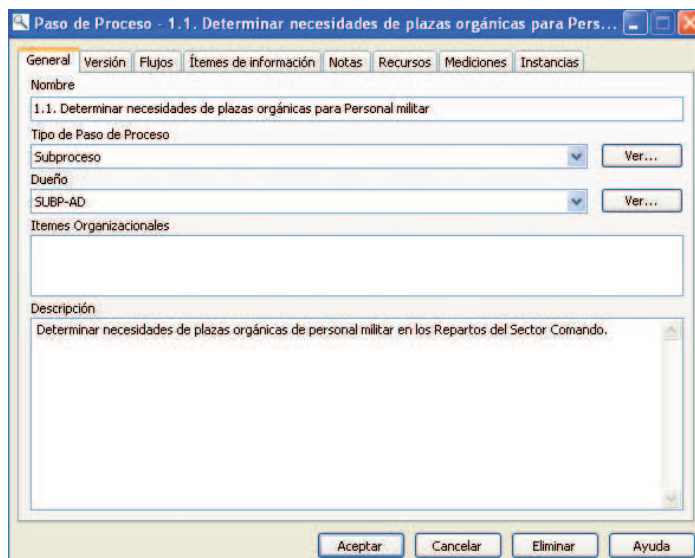 Paso de Proceso - 1.1. Determinar necesidades de plazas orgánicas para Pers...
General Versión Flujos Ítemes de información Notas Recursos Mediciones Instancias
Nombre
1.1. Determinar necesidades de plazas orgánicas para Personal militar
Tipo de Paso de Proceso
Subproceso Ver...
Dueño
SUBP-AD Ver...
Itemes Organizacionales
Descripción
Determinar necesidades de plazas orgánicas de personal militar en los Repartos del Sector Comando.
Aceptar Cancelar Eliminar Ayuda